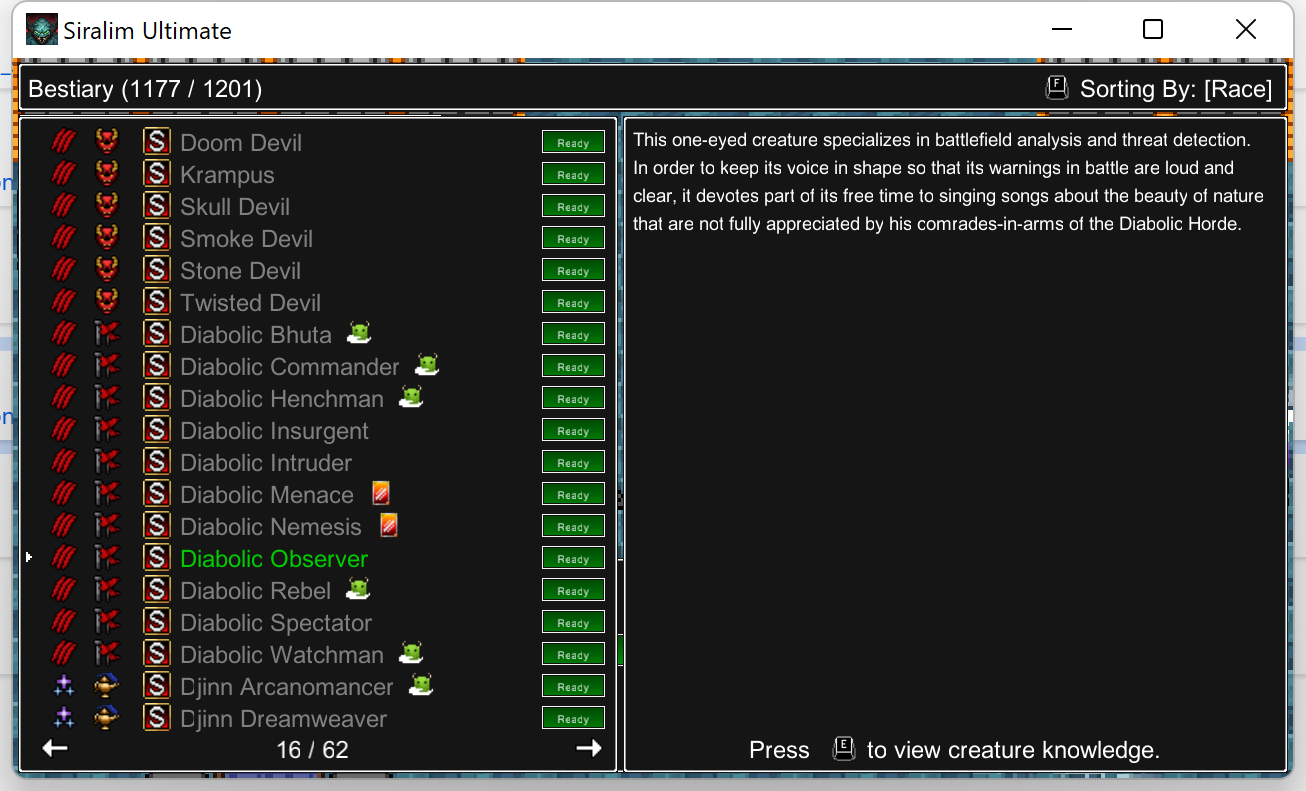 Siralim Ultimate
Bestiary (1177 / 1201)
F Sorting By: [Race]
S Doom Devil Ready
S Krampus Ready
S Skull Devil Ready
S Smoke Devil Ready
S Stone Devil Ready
S Twisted Devil Ready
S Diabolic Bhuta Ready
S Diabolic Commander Ready
S Diabolic Henchman Ready
S Diabolic Insurgent Ready
S Diabolic Intruder Ready
S Diabolic Menace Ready
S Diabolic Nemesis Ready
S Diabolic Observer Ready
S Diabolic Rebel Ready
S Diabolic Spectator Ready
S Diabolic Watchman Ready
S Djinn Arcanomancer Ready
S Djinn Dreamweaver Ready
16 / 62
This one-eyed creature specializes in battlefield analysis and threat detection.
In order to keep its voice in shape so that its warnings in battle are loud and
clear, it devotes part of its free time to singing songs about the beauty of nature
that are not fully appreciated by his comrades-in-arms of the Diabolic Horde.
Press E to view creature knowledge.